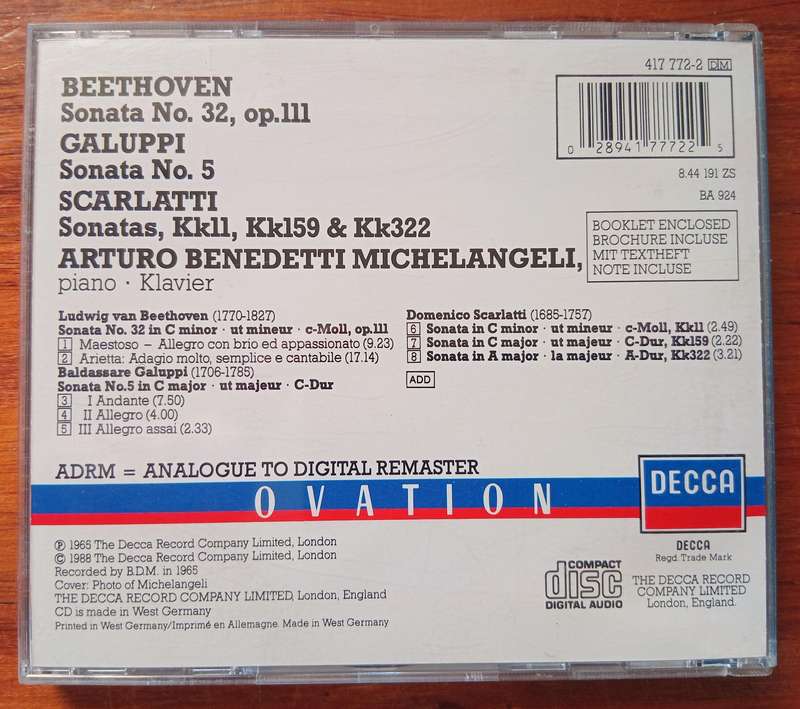 417 772-2 DM
BEETHOVEN
Sonata No. 32, op.111
GALUPPI
Sonata No. 5
SCARLATTI
Sonatas, Kk11, Kk159 & Kk322
ARTURO BENEDETTI MICHELANGELI,
piano · Klavier
0 28941 77722 5
8.44 191 ZS
BA 924
BOOKLET ENCLOSED
BROCHURE INCLUSE
MIT TEXTHEFT
NOTE INCLUSE
Ludwig van Beethoven (1770-1827)
Sonata No. 32 in C minor · ut mineur · c-Moll, op.111
1 Maestoso – Allegro con brio ed appassionato (9.23)
2 Arietta: Adagio molto, semplice e cantabile (17.14)
Baldassare Galuppi (1706-1785)
Sonata No.5 in C major · ut majeur · C-Dur
3 I Andante (7.50)
4 II Allegro (4.00)
5 III Allegro assai (2.33)
Domenico Scarlatti (1685-1757)
6 Sonata in C minor · ut mineur · c-Moll, Kk11 (2.49)
7 Sonata in C major · ut majeur · C-Dur, Kk159 (2.22)
8 Sonata in A major · la majeur · A-Dur, Kk322 (3.21)
ADD
ADRM = ANALOGUE TO DIGITAL REMASTER
OVATION
DECCA
DECCA
Regd. Trade Mark
℗ 1965 The Decca Record Company Limited, London
© 1988 The Decca Record Company Limited, London
Recorded by B.D.M. in 1965
Cover: Photo of Michelangeli
THE DECCA RECORD COMPANY LIMITED, London, England
CD is made in West Germany
Printed in West Germany/Imprimé en Allemagne. Made in West Germany
COMPACT
disc
DIGITAL AUDIO
THE DECCA RECORD
COMPANY LIMITED
London, England.